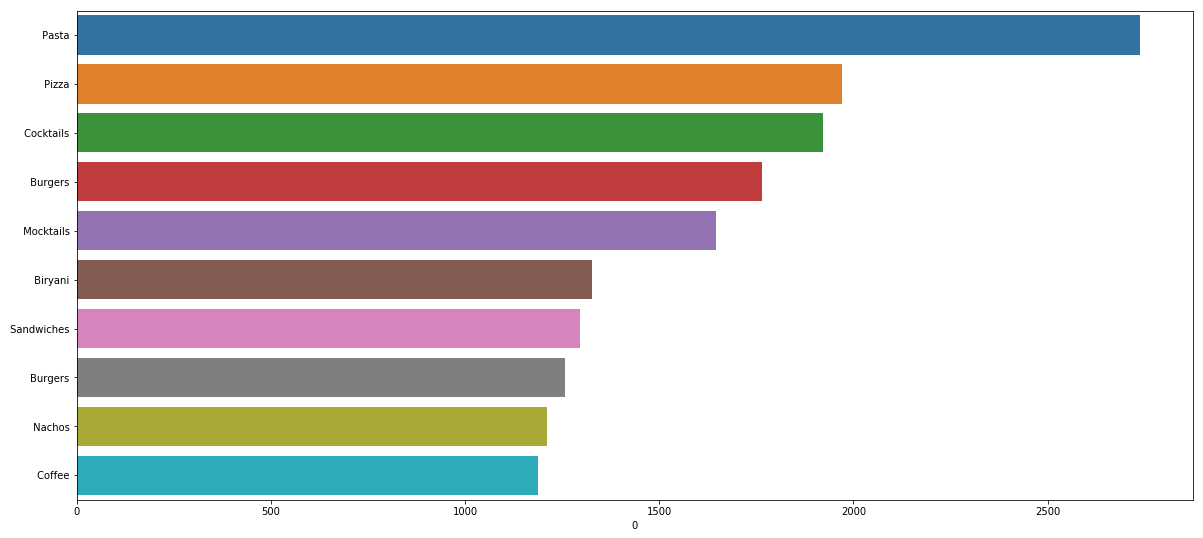 Pasta
Pizza
Cocktails
Burgers
Mocktails
Biryani
Sandwiches
Burgers
Nachos
Coffee
0 500 1000 1500 2000 2500
0